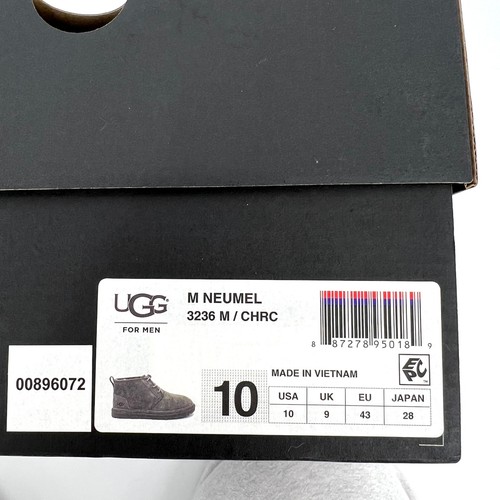 UGG
FOR MEN
M NEUMEL
3236 M / CHRC
8 87278 95018 9
00896072
10
MADE IN VIETNAM
EPC™
USA UK EU JAPAN
10 9 43 28